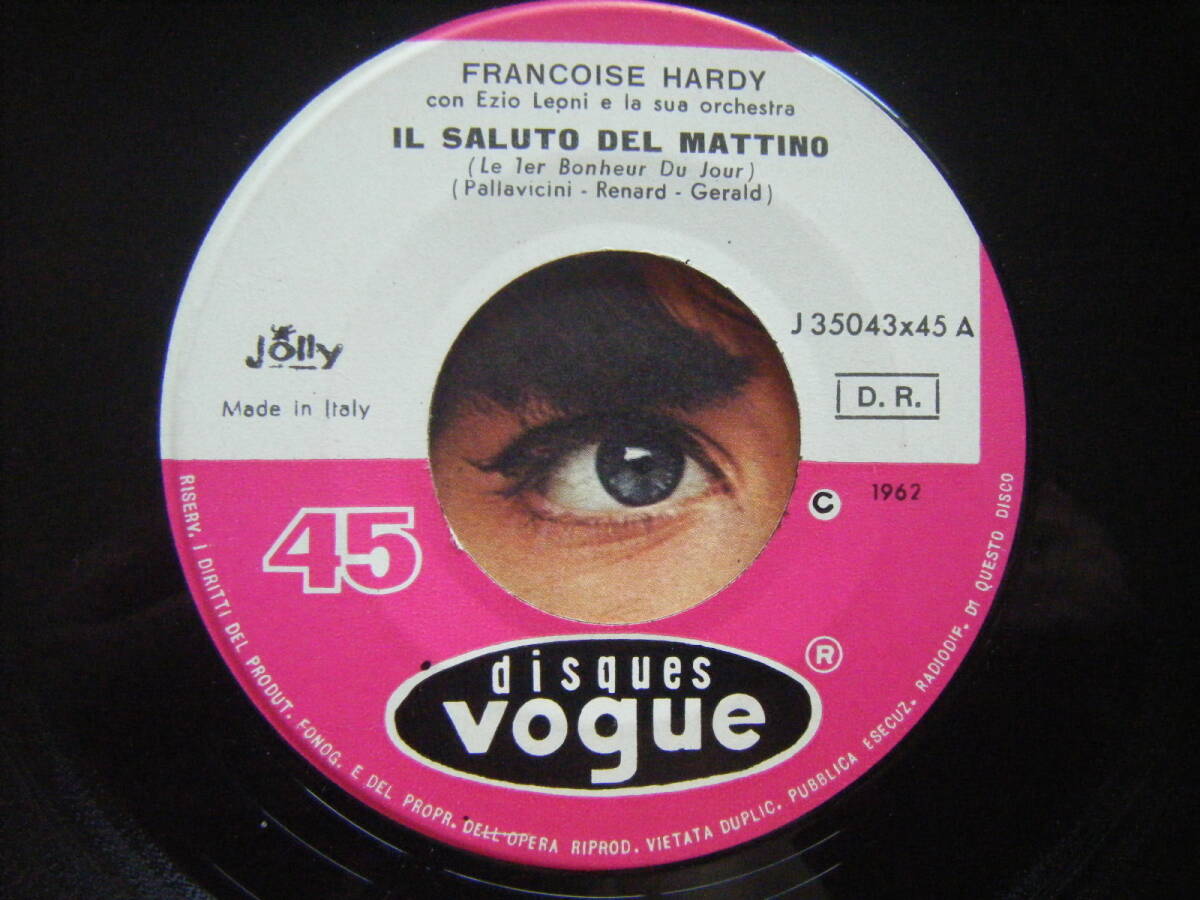 FRANCOISE HARDY
con Ezio Leoni e la sua orchestra
IL SALUTO DEL MATTINO
(Le 1er Bonheur Du Jour)
(Pallavicini - Renard - Gerald)
J 35043x45 A
Jolly
Made in Italy
D. R.
© 1962
45
disques
vogue
®
RISERV. I DIRITTI DEL PRODUT. FONOG. E DEL PROPR. DELL'OPERA RIPROD. VIETATA DUPLIC. PUBBLICA ESECUZ. RADIODIF. DI QUESTO DISCO